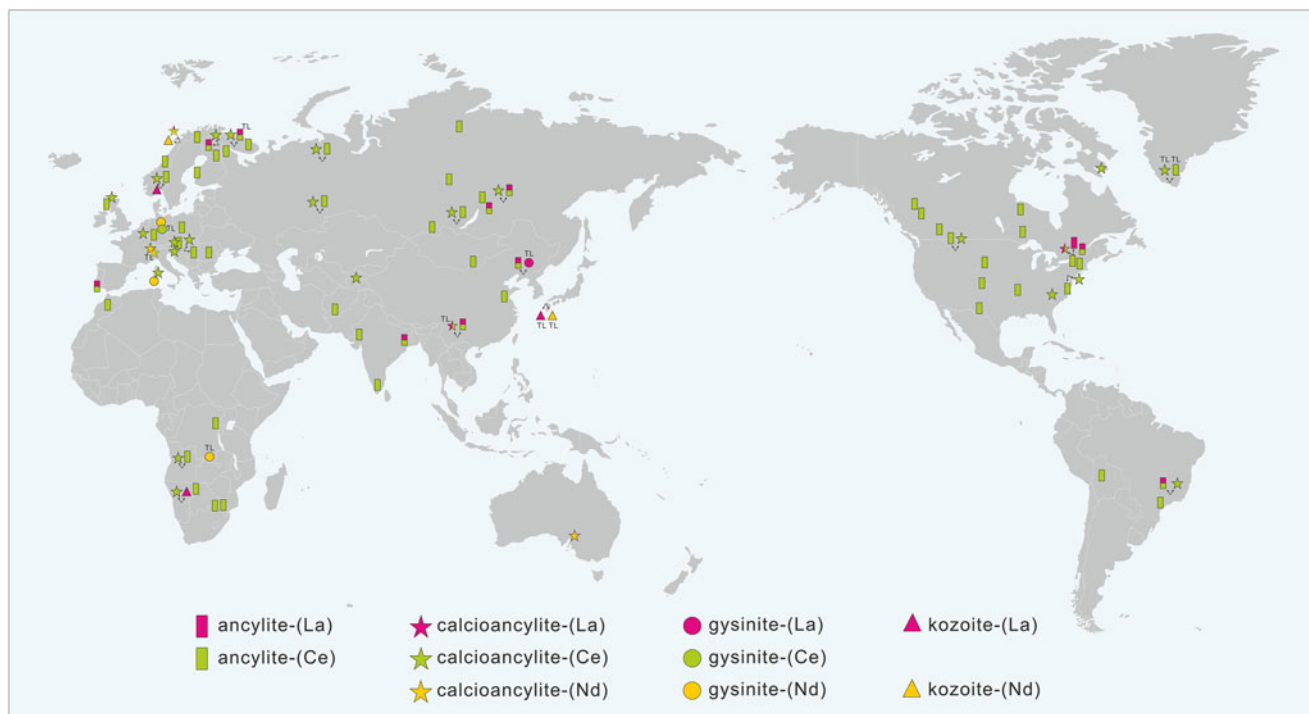 TL
TL TL
TL
TL
TL
TL
TL TL
TL
ancylite-(La) calcioancylite-(La) gysinite-(La) kozoite-(La)
ancylite-(Ce) calcioancylite-(Ce) gysinite-(Ce)
calcioancylite-(Nd) gysinite-(Nd) kozoite-(Nd)